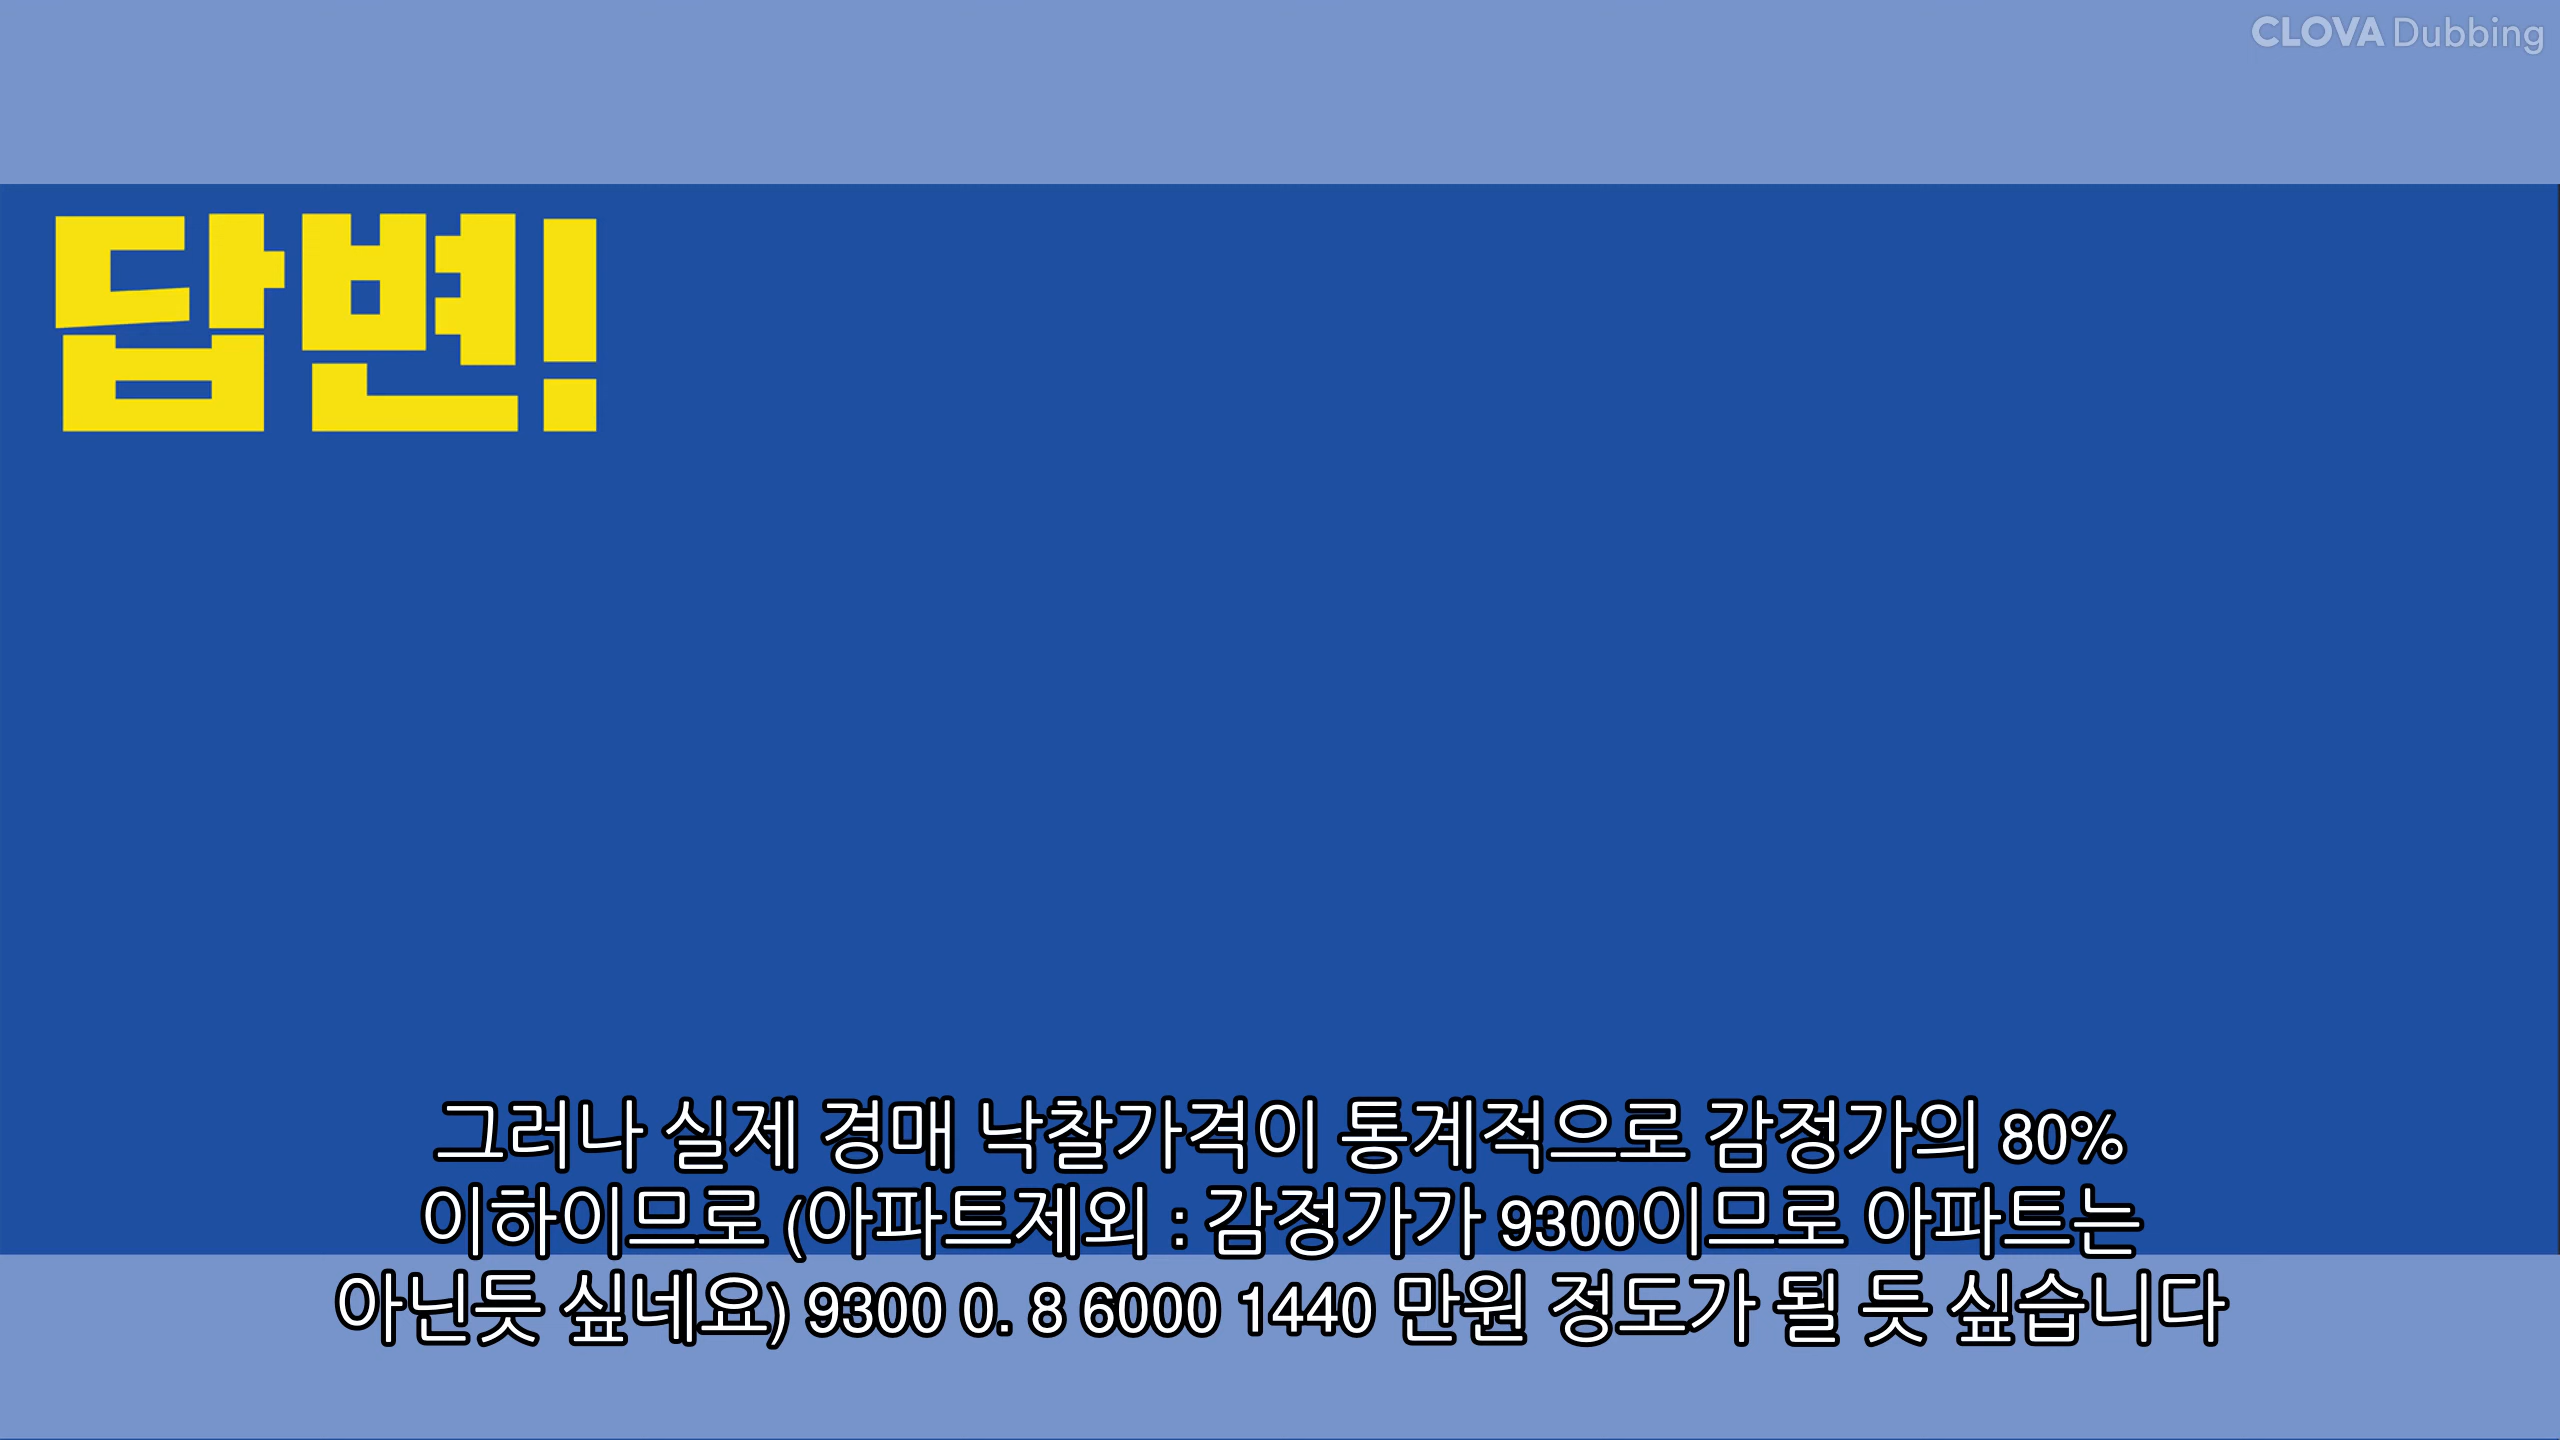 CLOVA Dubbing
답변!
그러나 실제 경매 낙찰가격이 통계적으로 감정가의 80%
이하이므로 (아파트제외 : 감정가가 9300이므로 아파트는
아닌듯 싶네요) 9300 0. 8 6000 1440 만원 정도가 될 듯 싶습니다